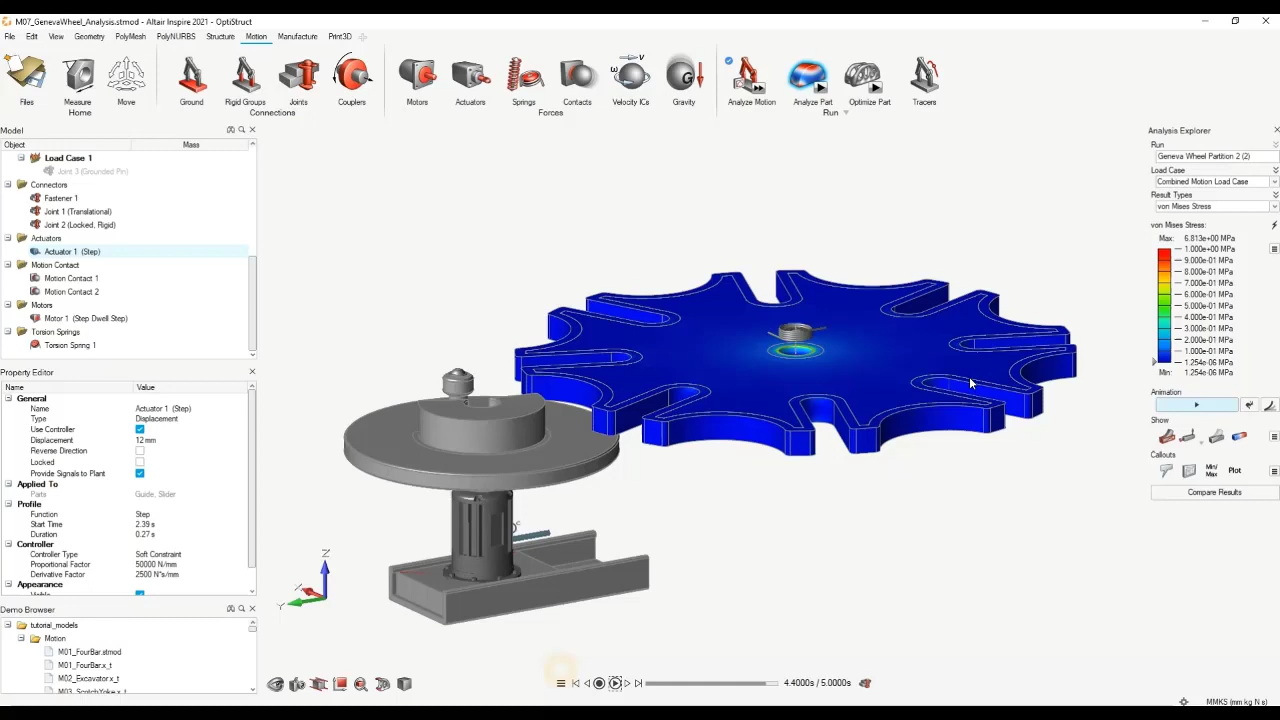 M07_GenevaWheel_Analysis.stmod - Altair Inspire 2021 - OptiStruct
File Edit View Geometry PolyMesh PolyNURBS Structure Motion Manufacture Print3D
Files Measure Move Ground Rigid Groups Joints Couplers Motors Actuators Springs Contacts Velocity ICs Gravity Analyze Motion Analyze Part Optimize Part Tracers
Home Connections Forces Run
Model
Object Mass
Load Case 1
Joint 3 (Grounded Pin)
Connectors
Fastener 1
Joint 1 (Translational)
Joint 2 (Locked, Rigid)
Actuators
Actuator 1 (Step)
Motion Contact
Motion Contact 1
Motion Contact 2
Motors
Motor 1 (Step Dwell Step)
Torsion Springs
Torsion Spring 1
Property Editor
Name Value
General
Name Actuator 1 (Step)
Type Displacement
Use Controller
Displacement 12 mm
Reverse Direction
Locked
Provide Signals to Plant
Applied To
Parts Guide, Slider
Profile
Function Step
Start Time 2.39 s
Duration 0.27 s
Controller
Controller Type Soft Constraint
Proportional Factor 50000 N/mm
Derivative Factor 2500 N*s/mm
Appearance
Demo Browser
tutorial_models
Motion
M01_FourBar.stmod
M01_FourBar.x_t
M02_Excavator.x_t
M03_ScotchYoke.x_t
Z
X
Y
4.4000s / 5.0000s
Analysis Explorer
Run
Geneva Wheel Partition 2 (2)
Load Case
Combined Motion Load Case
Result Types
von Mises Stress
von Mises Stress:
Max: 6.813e+00 MPa
1.000e+00 MPa
9.000e-01 MPa
8.000e-01 MPa
7.000e-01 MPa
6.000e-01 MPa
5.000e-01 MPa
4.000e-01 MPa
3.000e-01 MPa
2.000e-01 MPa
1.000e-01 MPa
1.254e-06 MPa
Min: 1.254e-06 MPa
Animation
Show
Callouts
Min/
Max Plot
Compare Results
MMKS (mm kg N s)